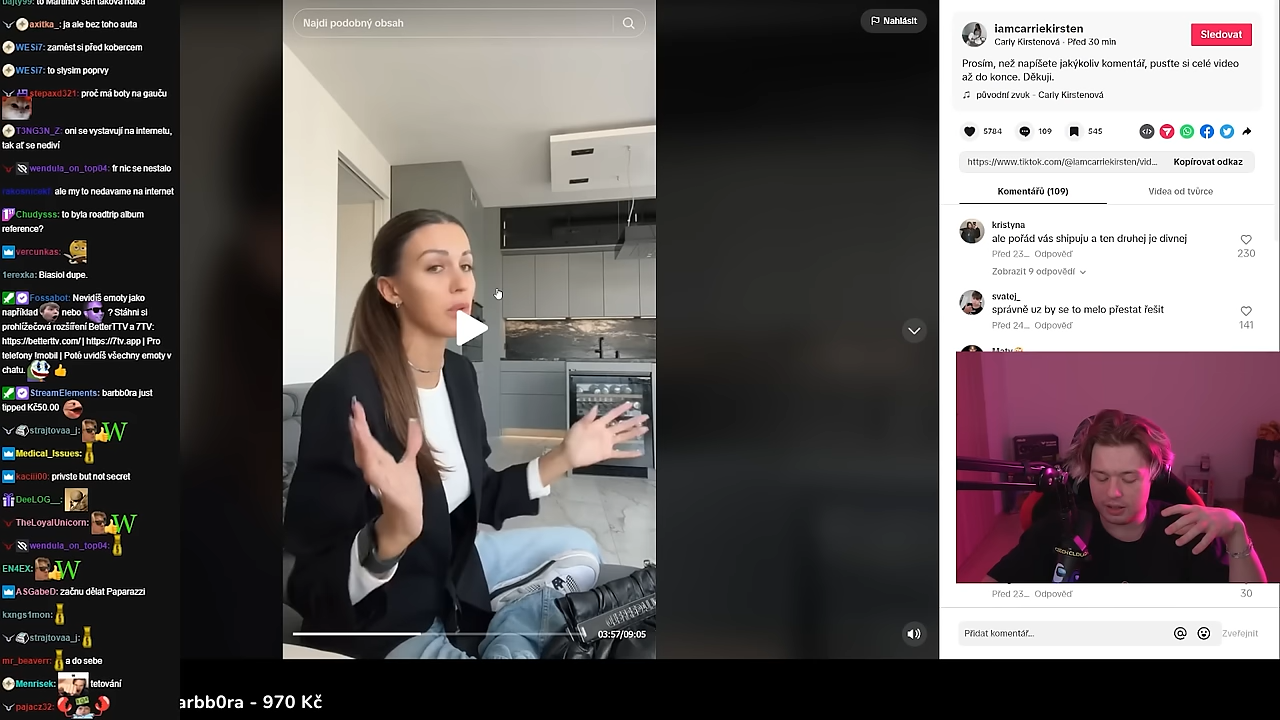 bajty99: to Martinův sen taková holka
axitka_: ja ale bez toho auta
WESi7: zamést si před kobercem
WESi7: to slysim poprvy
stepaxd321: proč má boty na gauču
T3NG3N_Z: oni se vystavují na internetu,
tak ať se nediví
wendula_on_top04: fr nic se nestalo
ale my to nedavame na internet
Chudysss: to byla roadtrip album
reference?
vercunkas:
1erexka: Biasiol dupe.
Fossabot: Nevidíš emoty jako
například nebo ? Stáhni si
prohlížečová rozšíření BetterTTV a 7TV:
https://betterttv.com/ | https://7tv.app | Pro
telefony !mobil | Poté uvidíš všechny emoty v
chatu.
StreamElements: barbb0ra just
tipped Kč50.00
strajtovaa_j: W
Medical_Issues:
kaciii00: privste but not secret
DeeLOG__:
TheLoyalUnicorn: W
wendula_on_top04:
EN4EX: W
ASGabeD: začnu dělat Paparazzi
kxngs1mon:
strajtovaa_j:
mr_beaverr: a do sebe
Menrisek: tetování
pajacz32:
Najdi podobný obsah
Nahlásit
03:57/09:05
arbb0ra - 970 Kč
iamcarriekirsten
Carly Kirstenová · Před 30 min
Sledovat
Prosím, než napíšete jakýkoliv komentář, pusťte si celé video
až do konce. Děkuji.
původní zvuk - Carly Kirstenová
5784 109 545
https://www.tiktok.com/@iamcarriekirsten/vid... Kopírovat odkaz
Komentářů (109) Videa od tvůrce
kristyna
ale pořád vás shipuju a ten druhej je divnej
Před 23... Odpověď 230
Zobrazit 9 odpovědí
svatej_
správně uz by se to melo přestat řešit
Před 24... Odpověď 141
Před 23... Odpověď 30
Přidat komentář... Zveřejnit